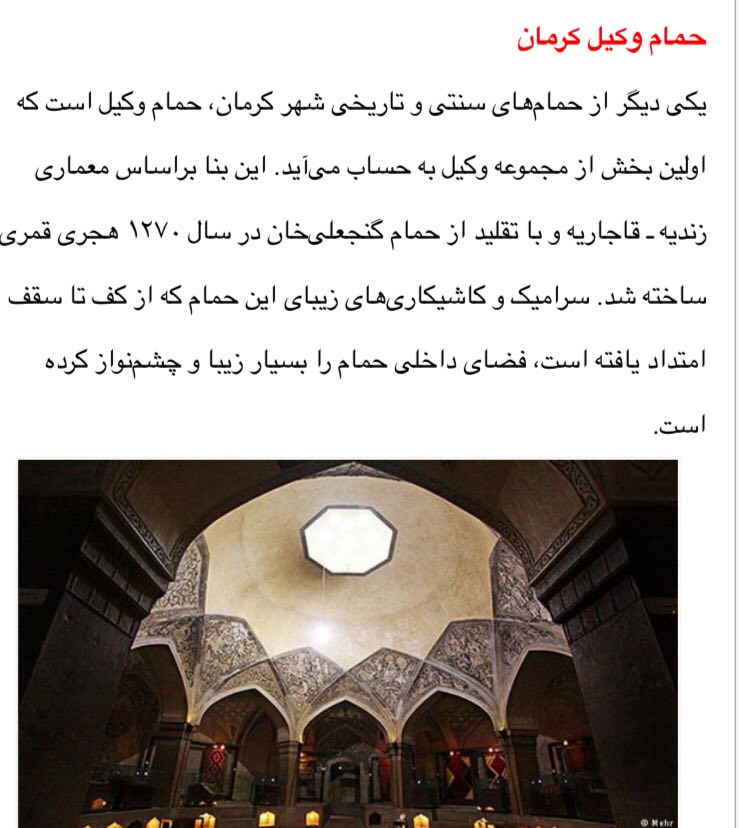 حمام وکیل کرمان
یکی دیگر از حمام‌های سنتی و تاریخی شهر کرمان، حمام وکیل است که
اولین بخش از مجموعه وکیل به حساب می‌آید. این بنا براساس معماری
زندیه ـ قاجاریه و با تقلید از حمام گنجعلی‌خان در سال ۱۲۷۰ هجری قمری
ساخته شد. سرامیک و کاشیکاری‌های زیبای این حمام که از کف تا سقف
امتداد یافته است، فضای داخلی حمام را بسیار زیبا و چشم‌نواز کرده
است.
© Mehr